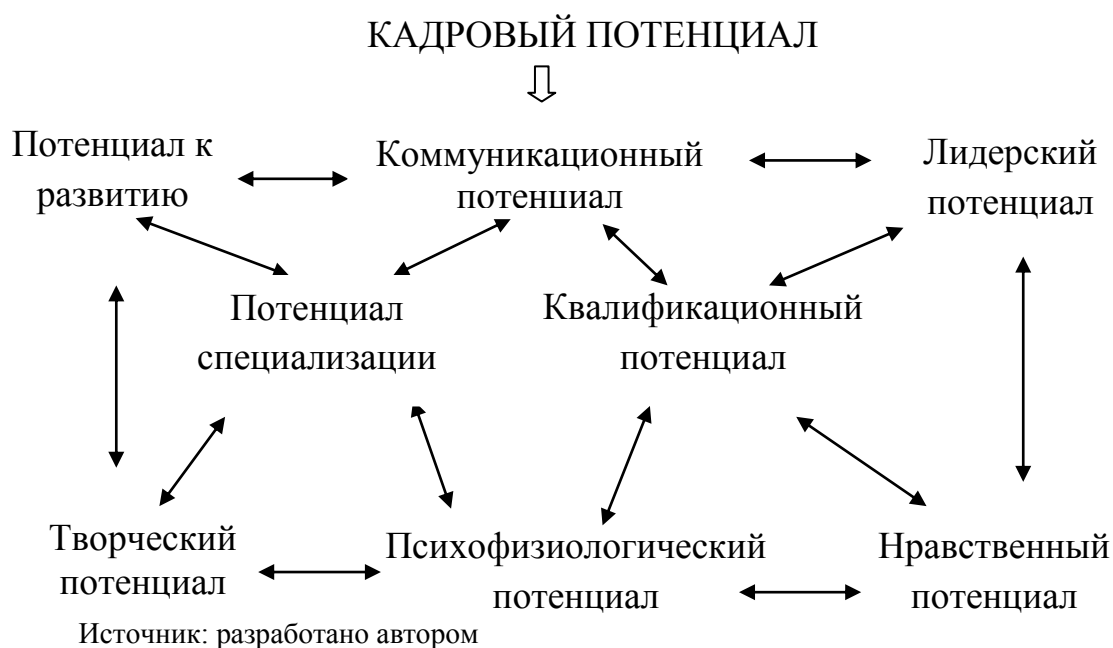 КАДРОВЫЙ ПОТЕНЦИАЛ
Потенциал к
развитию
Коммуникационный
потенциал
Лидерский
потенциал
Потенциал
специализации
Квалификационный
потенциал
Творческий
потенциал
Психофизиологический
потенциал
Нравственный
потенциал
Источник: разработано автором